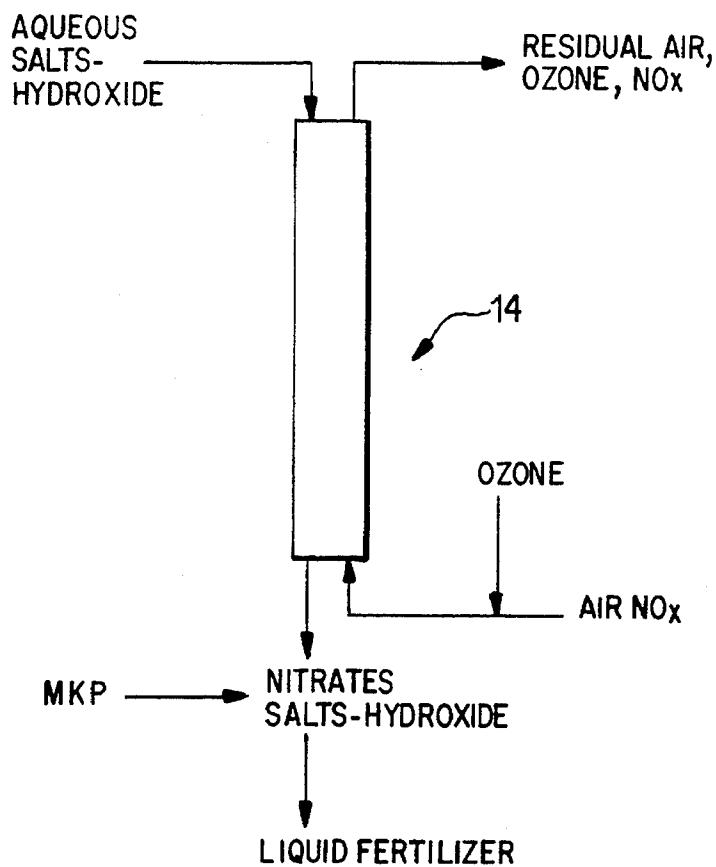 AQUEOUS
SALTS-
HYDROXIDE
RESIDUAL AIR,
OZONE, NOx
14
OZONE
AIR NOx
MKP
NITRATES
SALTS-HYDROXIDE
LIQUID FERTILIZER